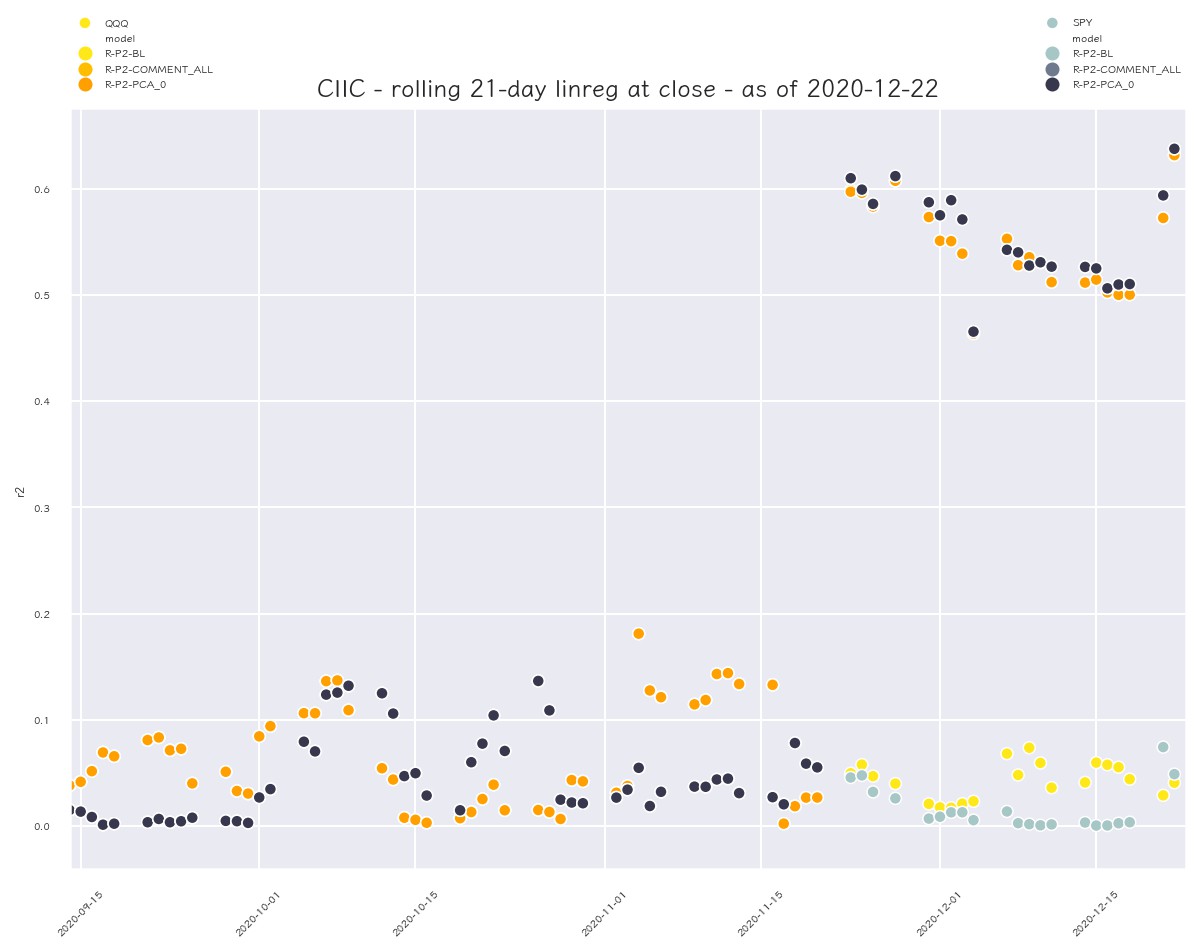 QQQ
model
R-P2-BL
R-P2-COMMENT_ALL
R-P2-PCA_0
SPY
model
R-P2-BL
R-P2-COMMENT_ALL
R-P2-PCA_0
CIIC - rolling 21-day linreg at close - as of 2020-12-22
r2
0.6
0.5
0.4
0.3
0.2
0.1
0.0
2020-09-15
2020-10-01
2020-10-15
2020-11-01
2020-11-15
2020-12-01
2020-12-15